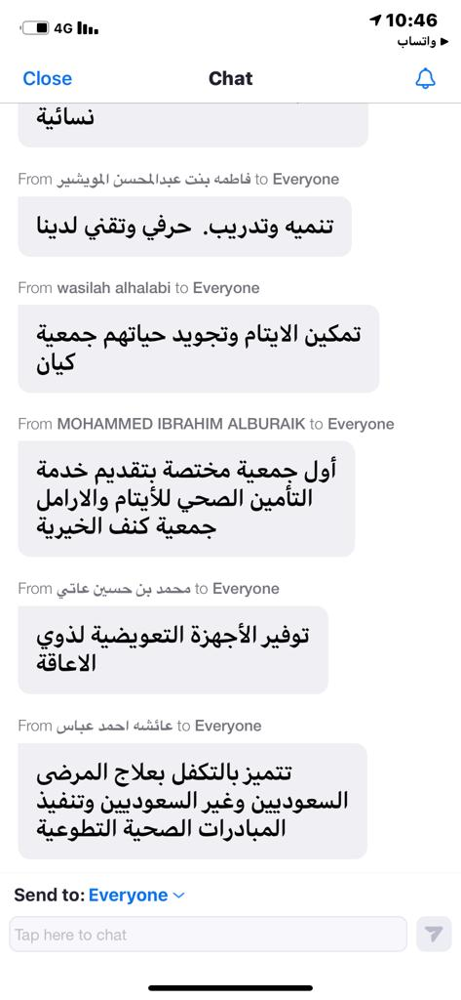 10:46
4G
واتساب
Close
Chat
نسائية
From فاطمه بنت عبدالمحسن المويشير to Everyone
تنميه وتدريب. حرفي وتقني لدينا
From wasilah alhalabi to Everyone
تمكين الايتام وتجويد حياتهم جمعية
كيان
From MOHAMMED IBRAHIM ALBURAIK to Everyone
أول جمعية مختصة بتقديم خدمة
التأمين الصحي للأيتام والارامل
جمعية كنف الخيرية
From محمد بن حسين عاتي to Everyone
توفير الأجهزة التعويضية لذوي
الاعاقة
From عائشه احمد عباس to Everyone
تتميز بالتكفل بعلاج المرضى
السعوديين وغير السعوديين وتنفيذ
المبادرات الصحية التطوعية
Send to: Everyone
Tap here to chat